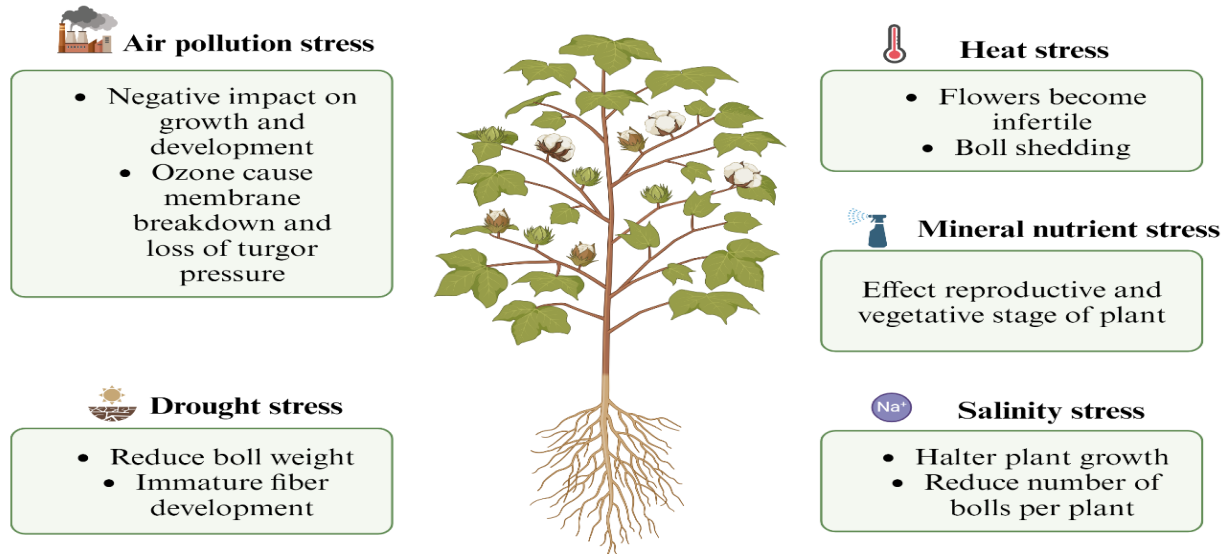 Air pollution stress
• Negative impact on
growth and
development
• Ozone cause
membrane
breakdown and
loss of turgor
pressure
Drought stress
• Reduce boll weight
• Immature fiber
development
Heat stress
• Flowers become
infertile
• Boll shedding
Mineral nutrient stress
Effect reproductive and
vegetative stage of plant
Na⁺
Salinity stress
• Halter plant growth
• Reduce number of
bolls per plant